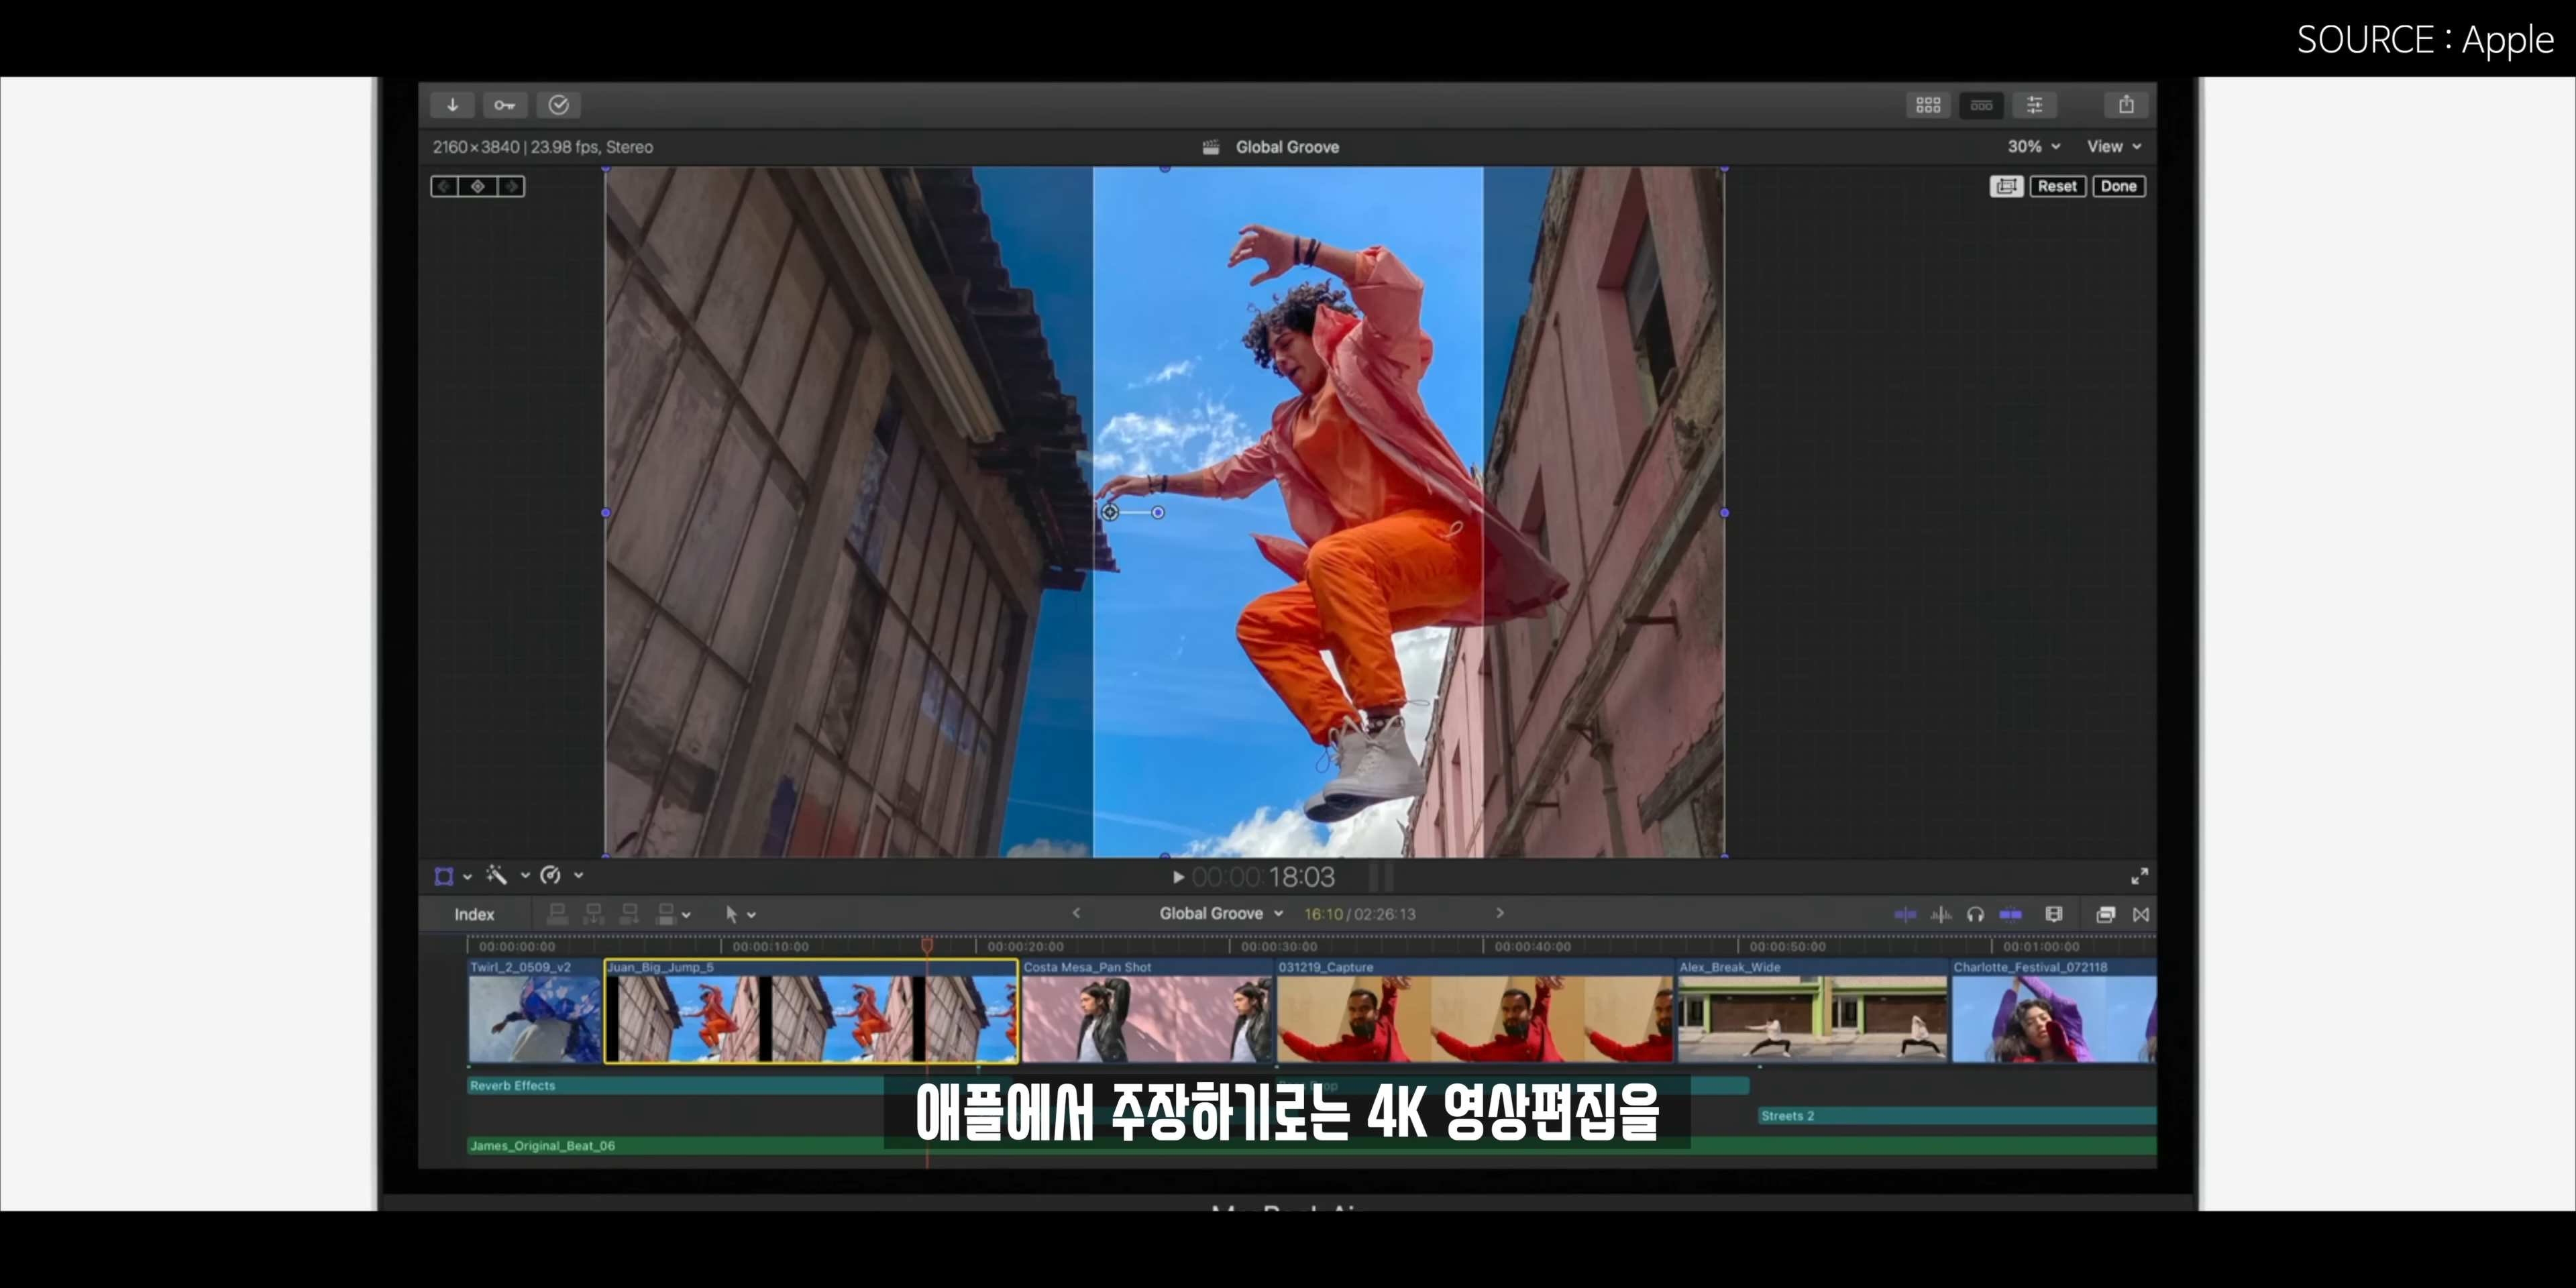 SOURCE : Apple
2160×3840 | 23.98 fps, Stereo
Global Groove
30%
View
Reset
Done
00:00:18:03
Index
Global Groove
16:10 / 02:26:13
00:00:00:00
00:00:10:00
00:00:20:00
00:00:30:00
00:00:40:00
00:00:50:00
00:01:00:00
Twirl_2_0509_v2
Juan_Big_Jump_5
Costa Mesa_Pan Shot
031219_Capture
Alex_Break_Wide
Charlotte_Festival_072118
Reverb Effects
애플에서 주장하기로는 4K 영상편집을
Streets 2
James_Original_Beat_06